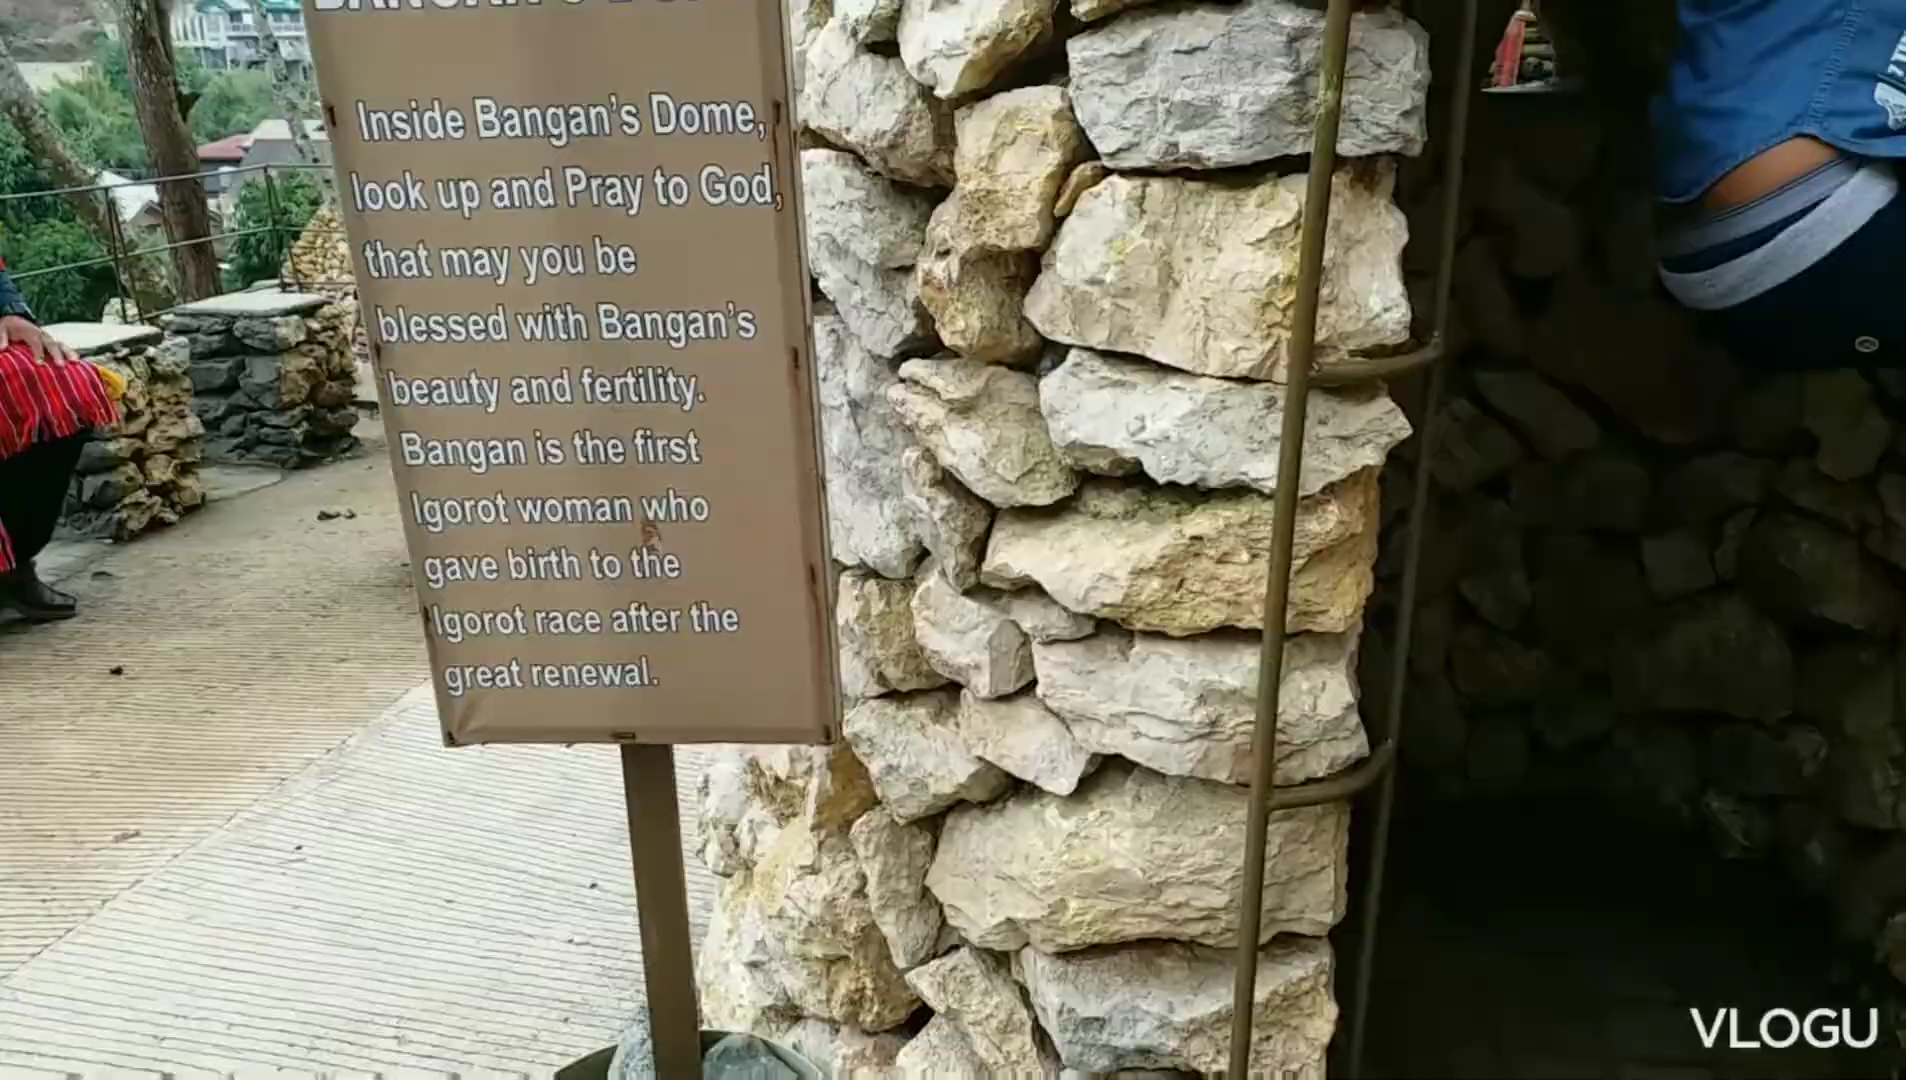 Inside Bangan's Dome,
look up and Pray to God,
that may you be
blessed with Bangan's
beauty and fertility.
Bangan is the first
Igorot woman who
gave birth to the
Igorot race after the
great renewal.
VLOGU